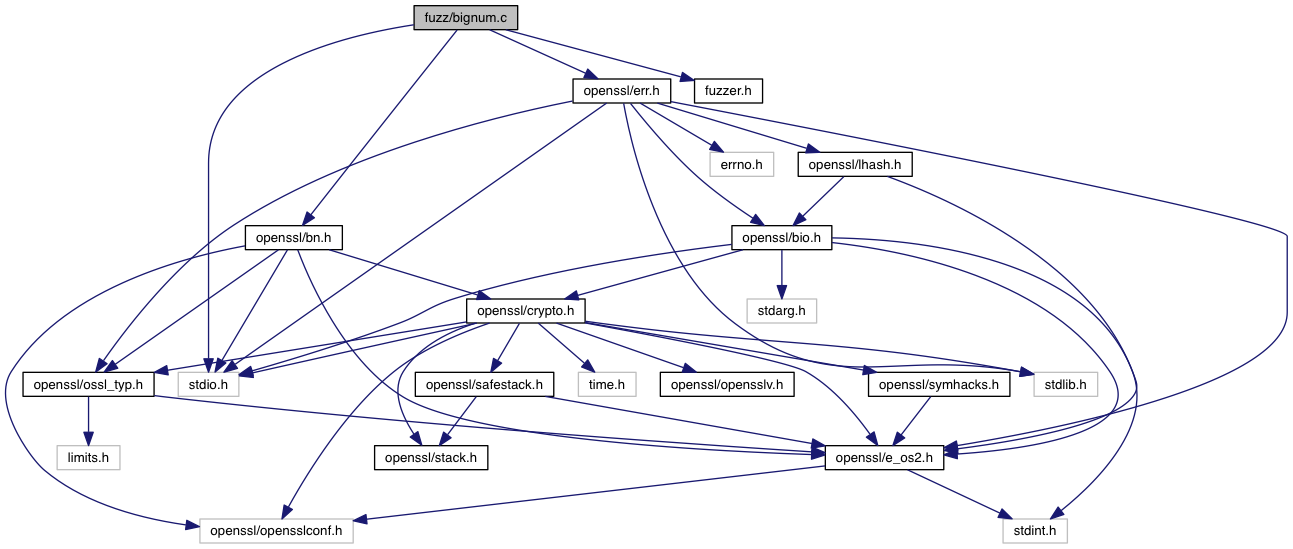 fuzz/bignum.c
openssl/err.h
fuzzer.h
errno.h
openssl/lhash.h
openssl/bn.h
openssl/bio.h
openssl/crypto.h
stdarg.h
openssl/ossl_typ.h
stdio.h
openssl/safestack.h
time.h
openssl/opensslv.h
openssl/symhacks.h
stdlib.h
limits.h
openssl/stack.h
openssl/e_os2.h
openssl/opensslconf.h
stdint.h